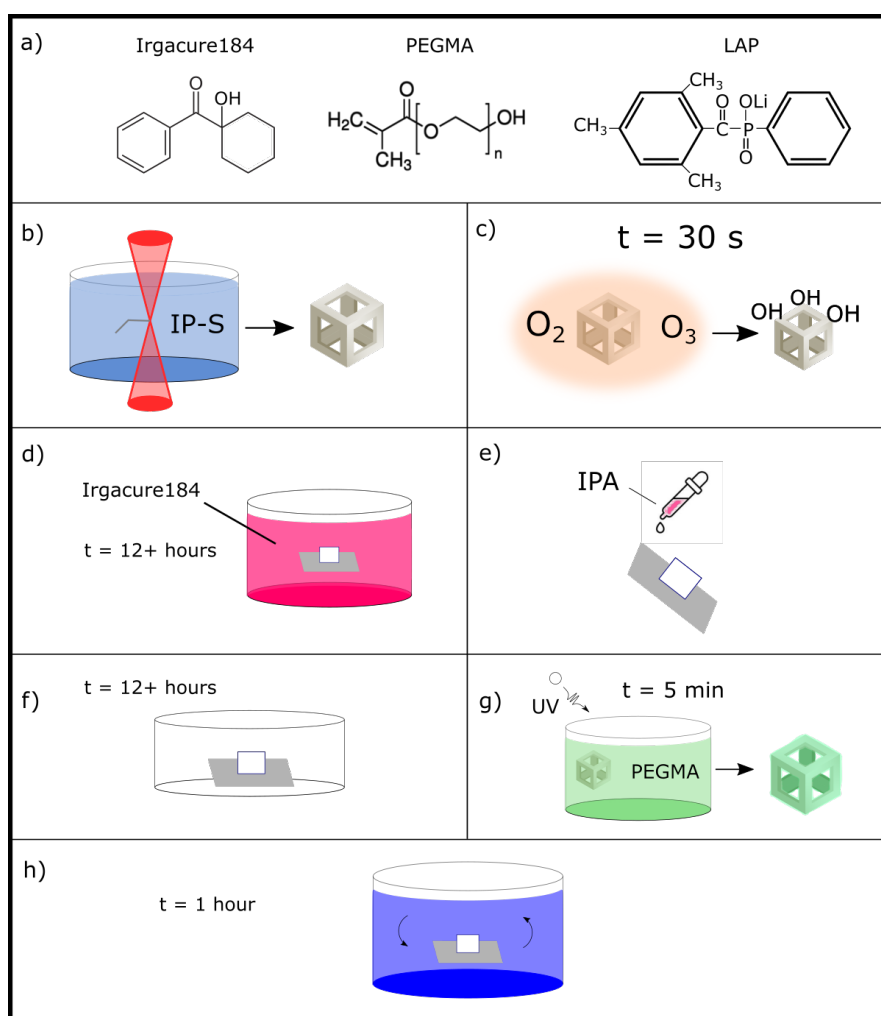 a)
Irgacure184
PEGMA
LAP
O
OH
H₂C
O
O
CH₃
OH
n
CH₃
O
OLi
CH₃
C
P
O
CH₃
b)
IP-S
c)
t = 30 s
O₂
O₃
OH
OH
OH
d)
Irgacure184
t = 12+ hours
e)
IPA
f)
t = 12+ hours
g)
UV
t = 5 min
PEGMA
h)
t = 1 hour